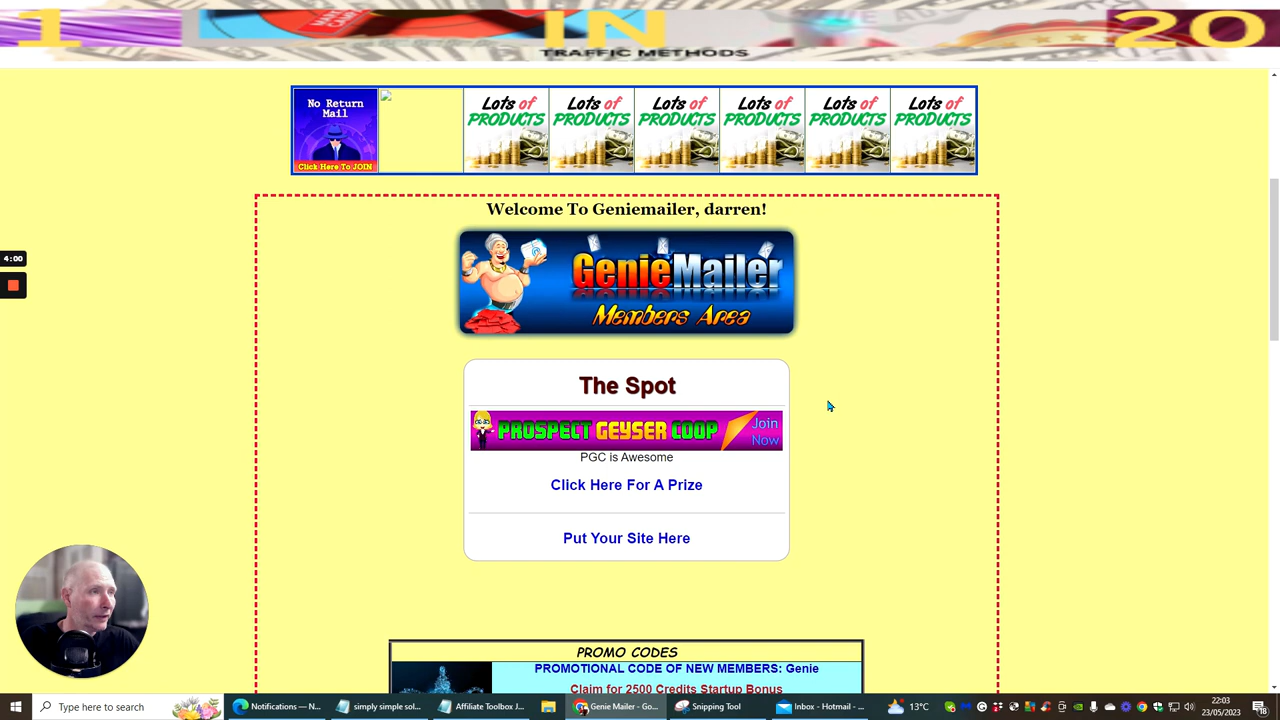 1 IN 20
TRAFFIC METHODS
No Return
Mail
Click Here To JOIN
Lots of
PRODUCTS
Lots of
PRODUCTS
Lots of
PRODUCTS
Lots of
PRODUCTS
Lots of
PRODUCTS
Lots of
PRODUCTS
Welcome To Geniemailer, darren!
GenieMailer
Members Area
4:00
The Spot
PROSPECT GEYSER COOP
Join
Now
PGC is Awesome
Click Here For A Prize
Put Your Site Here
PROMO CODES
PROMOTIONAL CODE OF NEW MEMBERS: Genie
Claim for 2500 Credits Startup Bonus
Type here to search
Notifications — N...
simply simple sol...
Affiliate Toolbox J...
Genie Mailer - Go...
Snipping Tool
Inbox - Hotmail - ...
13°C
22:03
23/05/2023
18